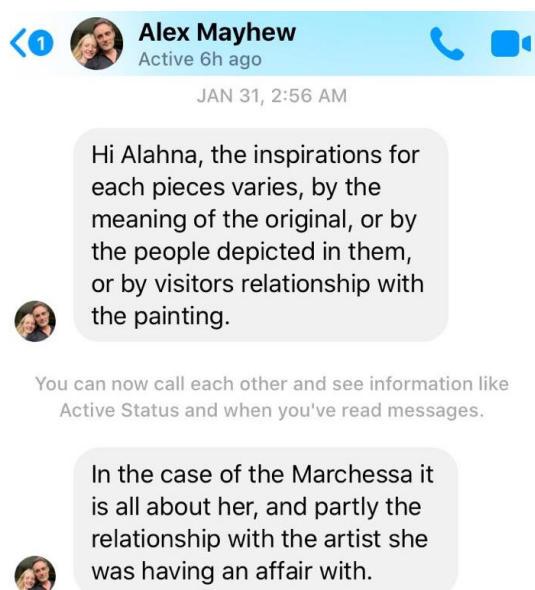 1
Alex Mayhew
Active 6h ago
JAN 31, 2:56 AM
Hi Alahna, the inspirations for
each pieces varies, by the
meaning of the original, or by
the people depicted in them,
or by visitors relationship with
the painting.
You can now call each other and see information like
Active Status and when you've read messages.
In the case of the Marchessa it
is all about her, and partly the
relationship with the artist she
was having an affair with.